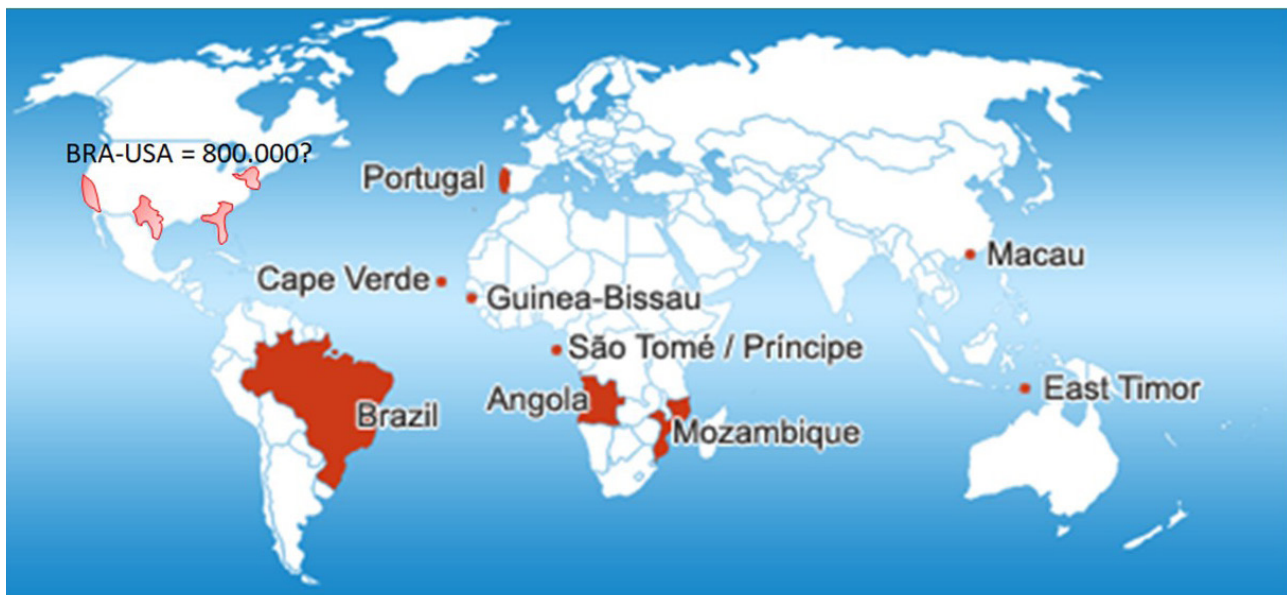 BRA-USA = 800.000?
Portugal
Macau
Cape Verde
Guinea-Bissau
São Tomé / Príncipe
Angola
East Timor
Brazil
Mozambique